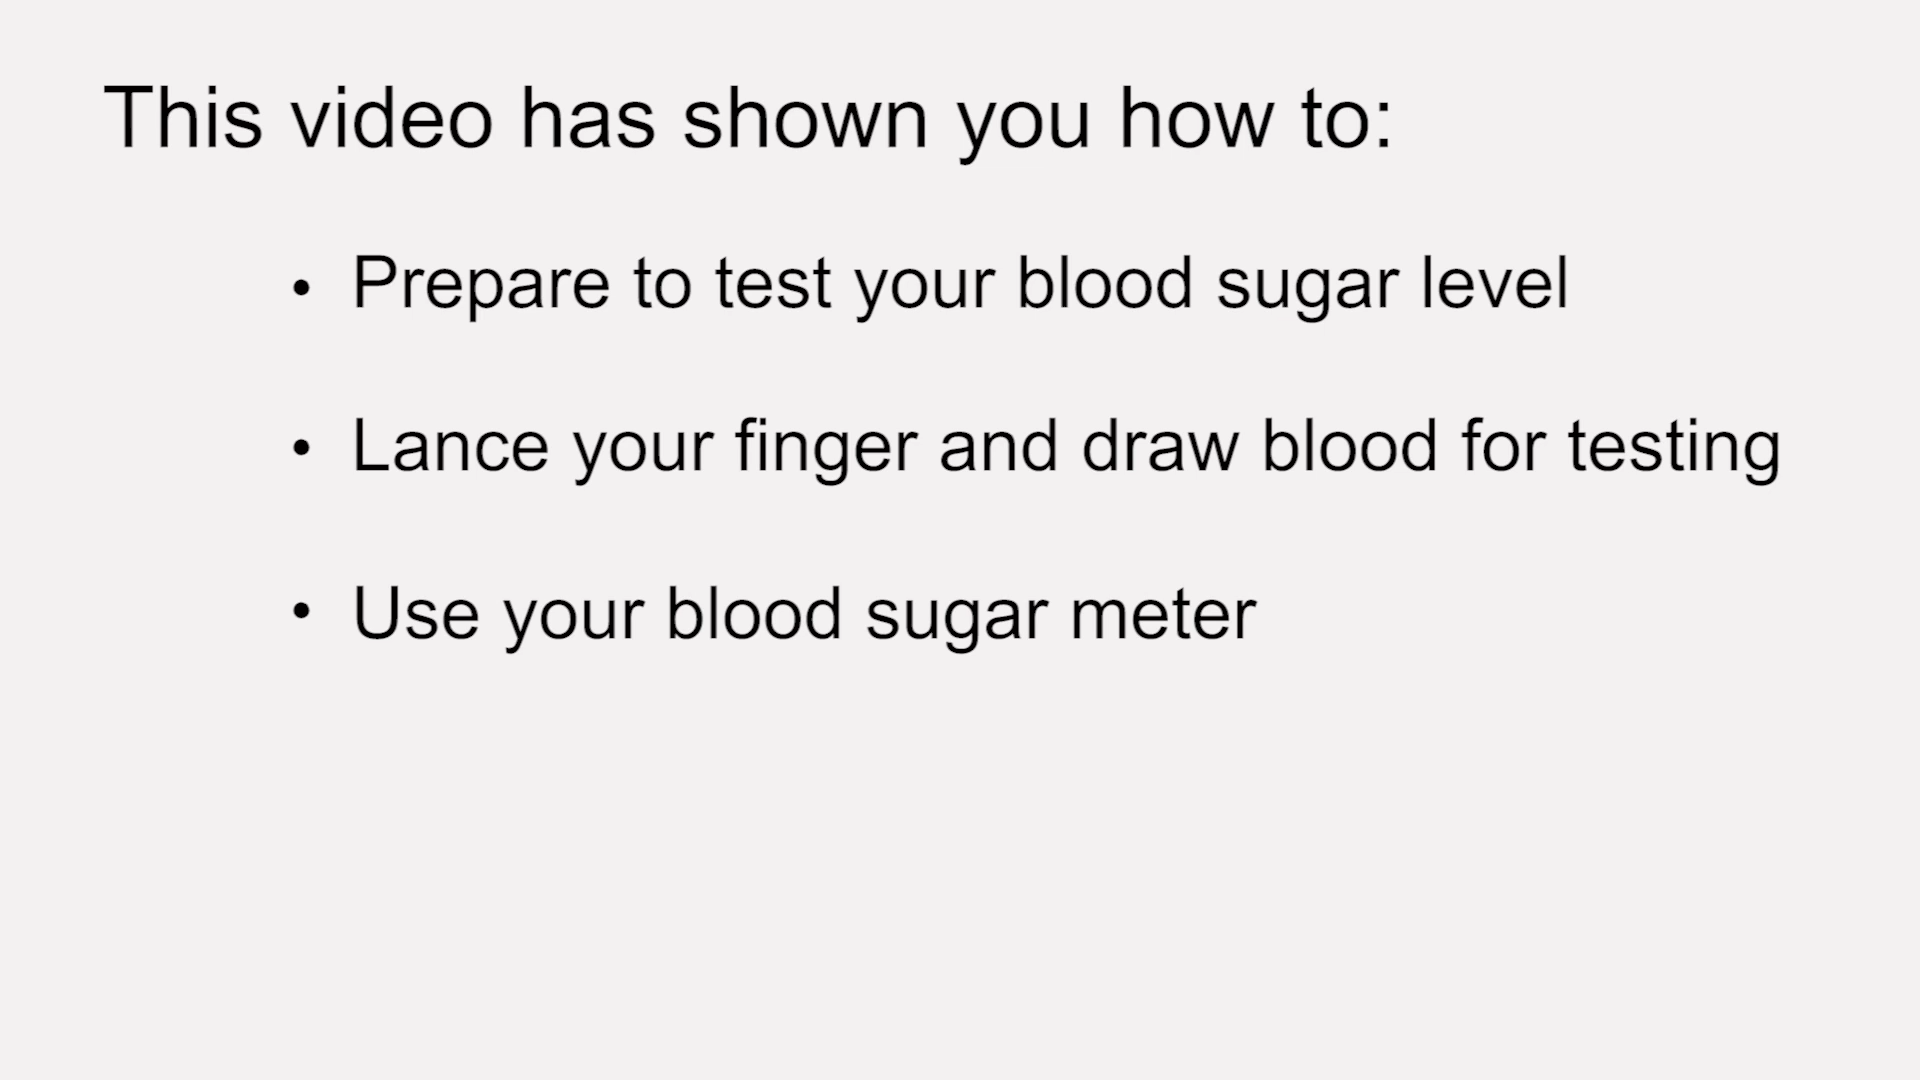 This video has shown you how to:
• Prepare to test your blood sugar level
• Lance your finger and draw blood for testing
• Use your blood sugar meter